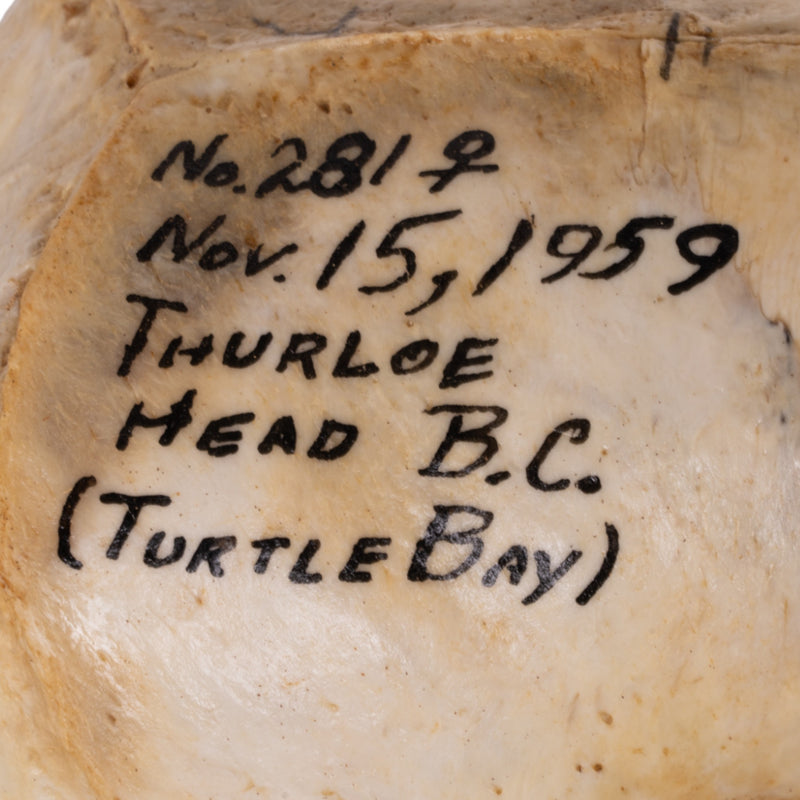 No. 281 ♀
Nov. 15, 1959
THURLOE
HEAD B.C.
(TURTLE BAY)